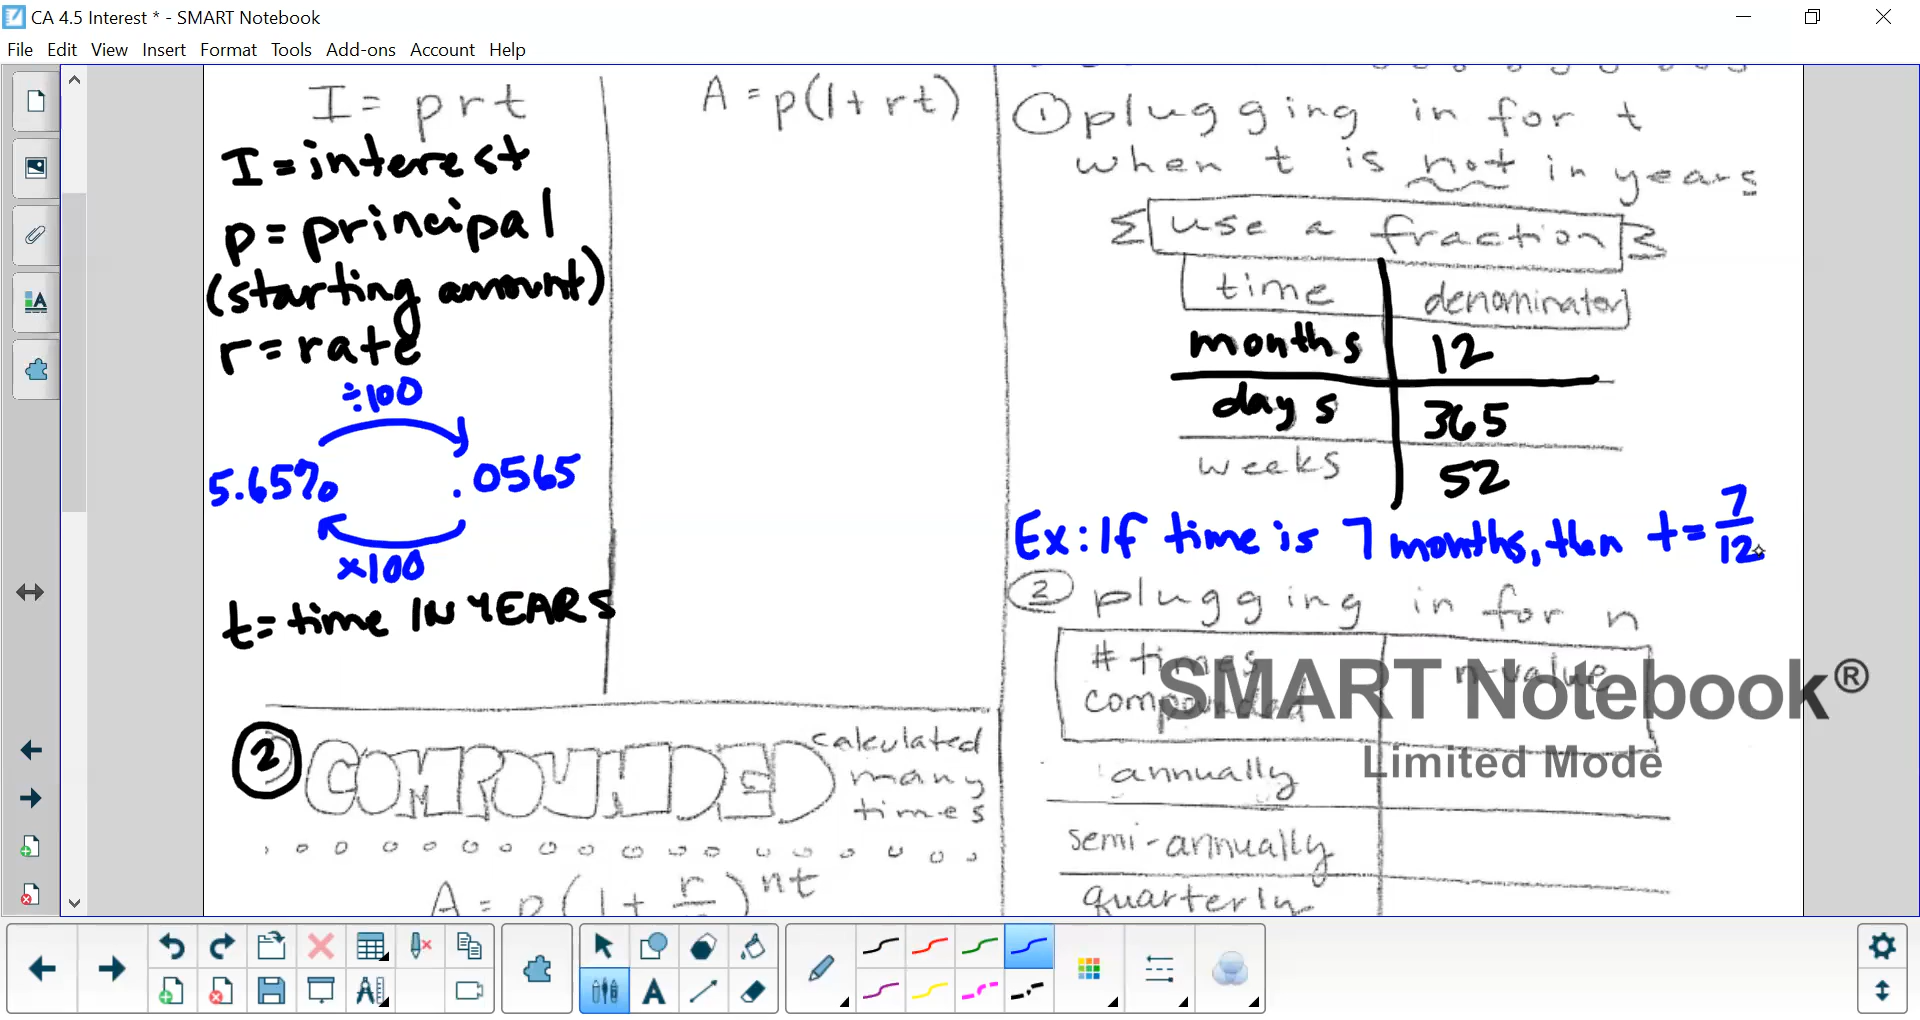 CA 4.5 Interest * - SMART Notebook
File Edit View Insert Format Tools Add-ons Account Help
I = prt
I = interest
p = principal
(starting amount)
r = rate
÷100
5.65% .0565
x100
t = time IN YEARS
A = p(1 + rt)
① plugging in for t
when t is not in years
use a fraction
time denominator
months 12
days 365
weeks 52
Ex: If time is 7 months, then t = 7/12
② plugging in for n
# times
compounded
n-value
annually
semi-annually
quarterly
② COMPOUNDED calculated
many
times
A = p(1 + r/ )^nt
SMART Notebook®
Limited Mode